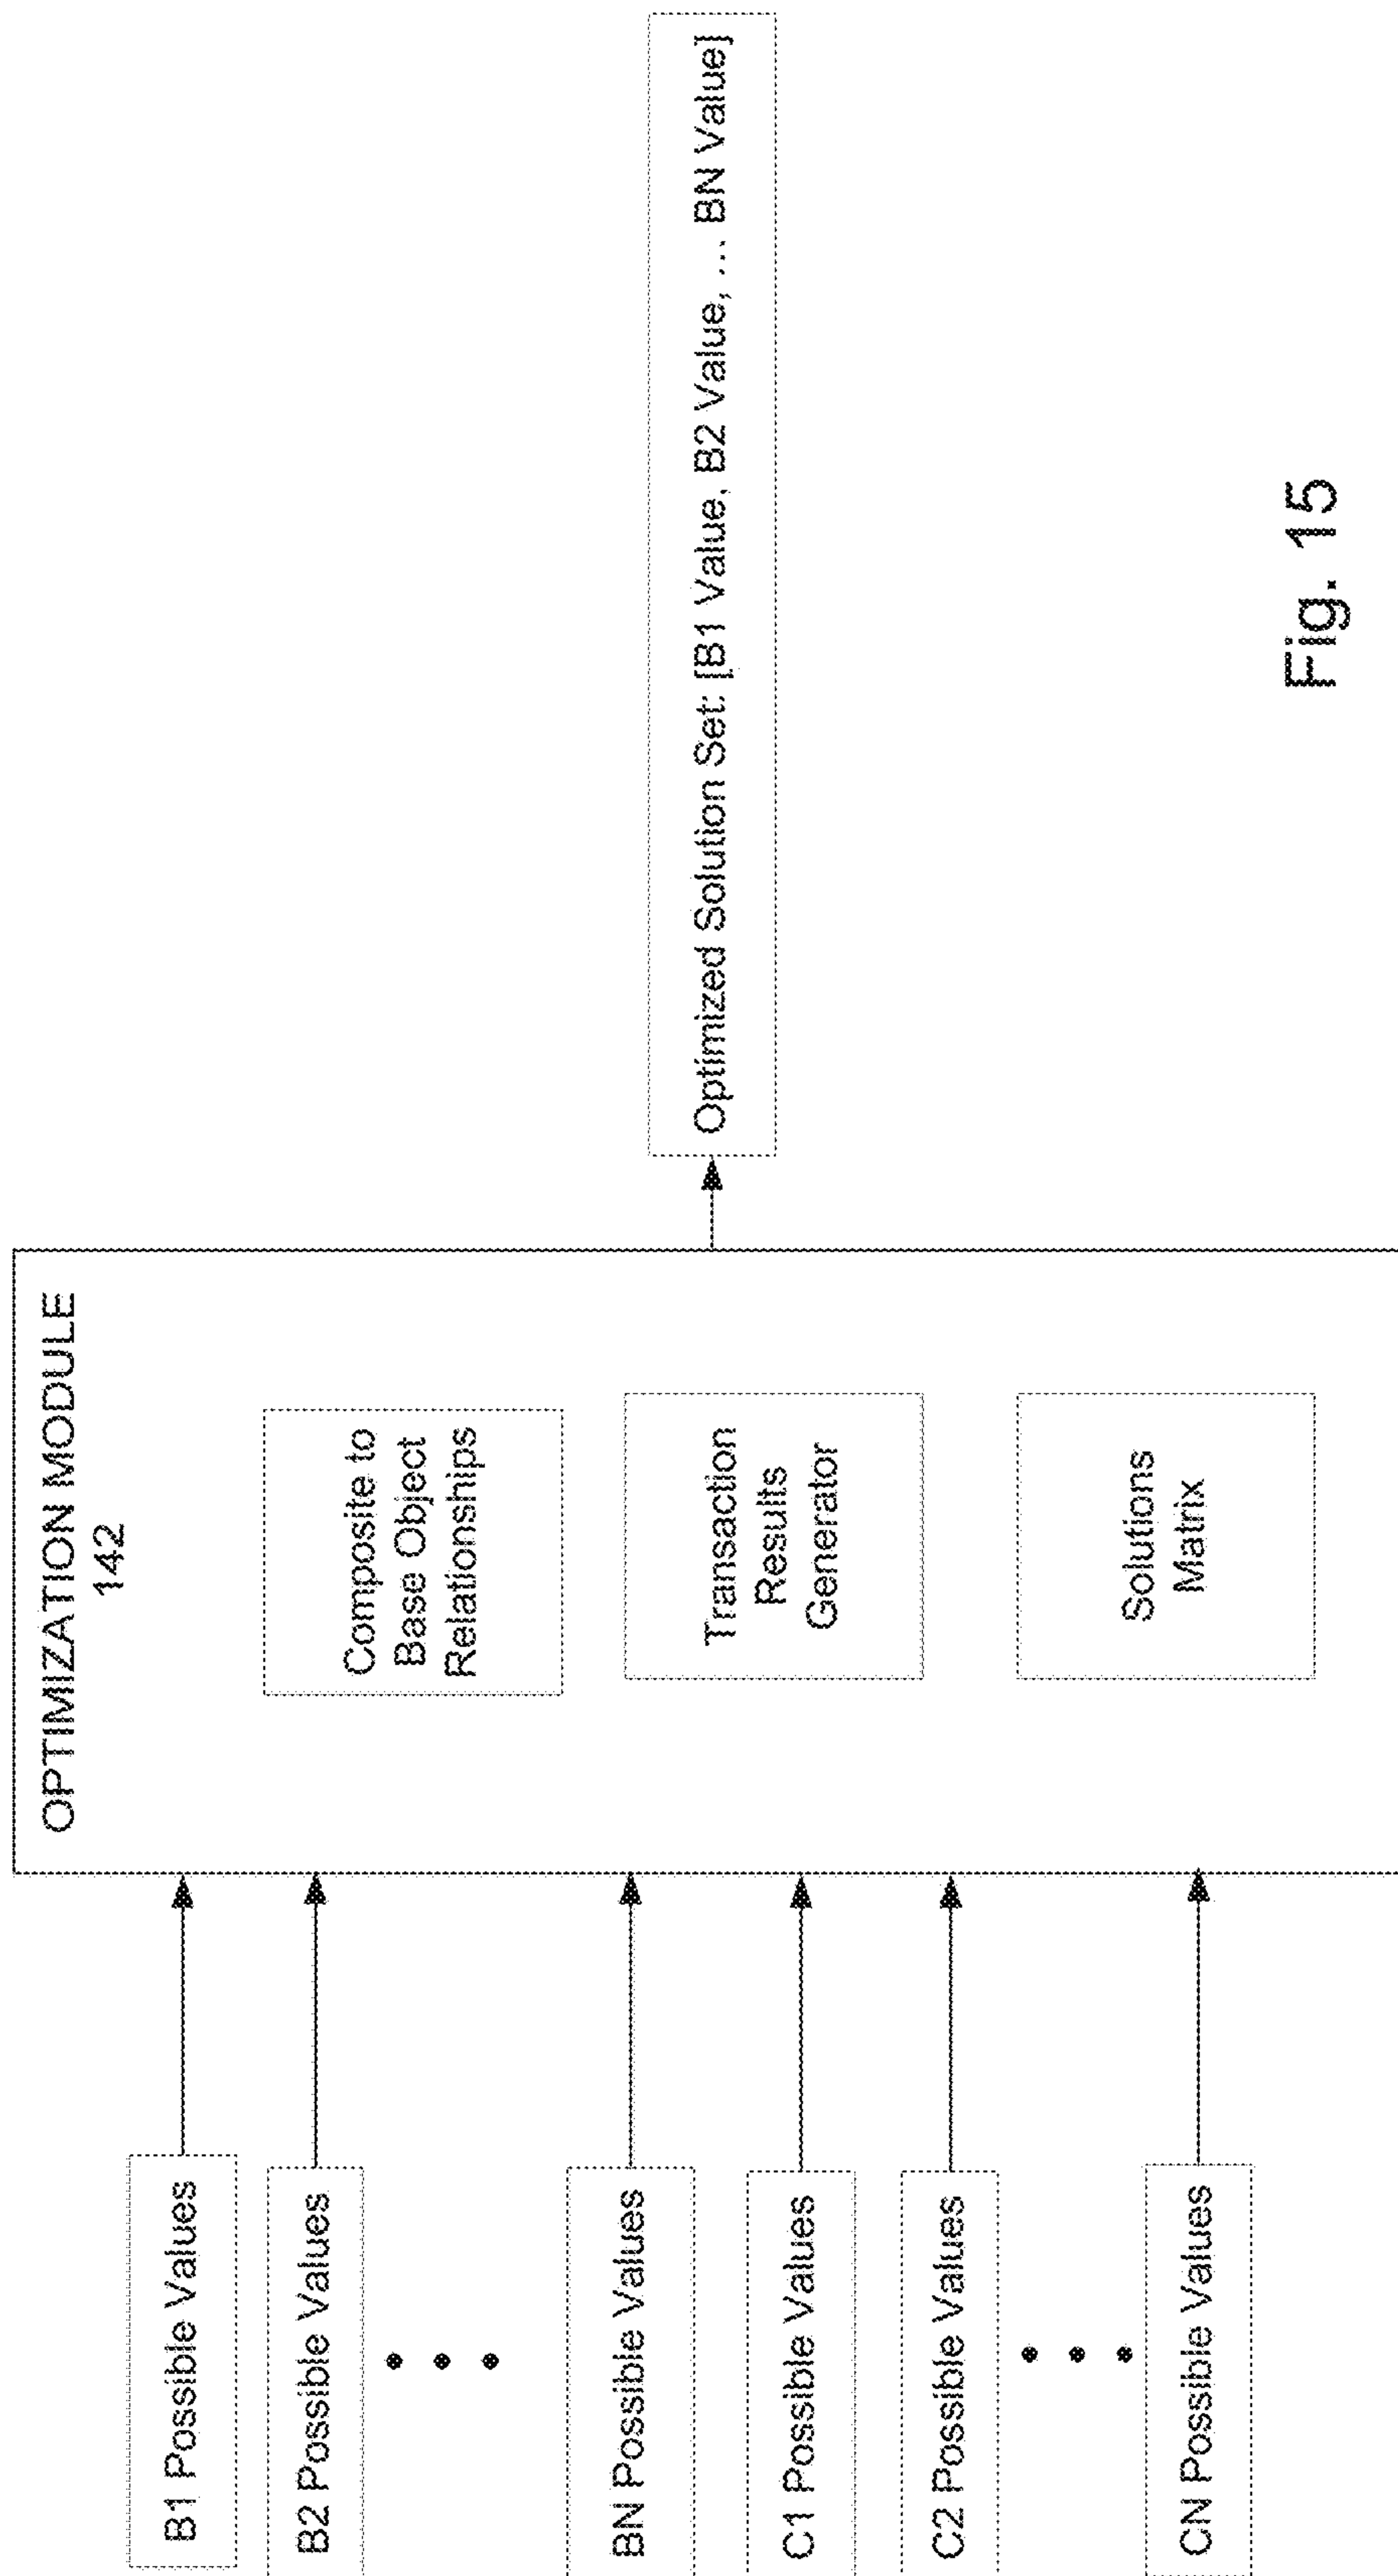 B1 Possible Values
B2 Possible Values
BN Possible Values
C1 Possible Values
C2 Possible Values
CN Possible Values
OPTIMIZATION MODULE
142
Composite to
Base Object
Relationships
Transaction
Results
Generator
Solutions
Matrix
Optimized Solution Set: [B1 Value, B2 Value, ... BN Value]
Fig. 15